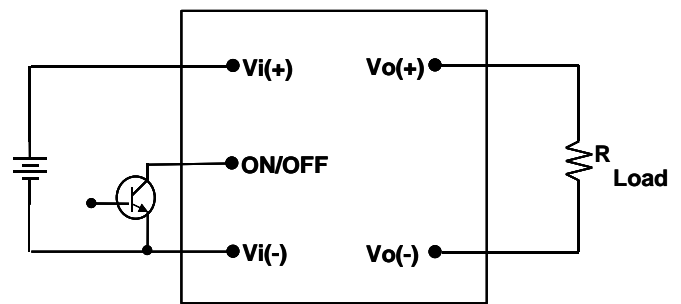 Vi(+)
Vo(+)
ON/OFF
R
Load
Vi(-)
Vo(-)